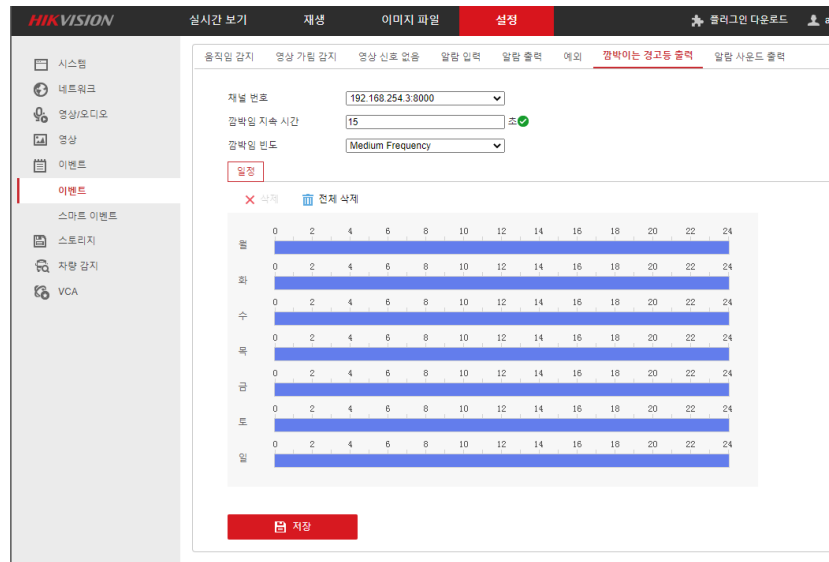 HIKVISION 실시간 보기 재생 이미지 파일 설정 플러그인 다운로드
시스템
네트워크
영상/오디오
영상
이벤트
이벤트
스마트 이벤트
스토리지
차량 감지
VCA
움직임 감지 영상 가림 감지 영상 신호 없음 알람 입력 알람 출력 예외 깜박이는 경고등 출력 알람 사운드 출력
채널 번호 192.168.254.3:8000
깜박임 지속 시간 15 초
깜박임 빈도 Medium Frequency
일정
삭제 전체 삭제
0 2 4 6 8 10 12 14 16 18 20 22 24
월
0 2 4 6 8 10 12 14 16 18 20 22 24
화
0 2 4 6 8 10 12 14 16 18 20 22 24
수
0 2 4 6 8 10 12 14 16 18 20 22 24
목
0 2 4 6 8 10 12 14 16 18 20 22 24
금
0 2 4 6 8 10 12 14 16 18 20 22 24
토
0 2 4 6 8 10 12 14 16 18 20 22 24
일
저장